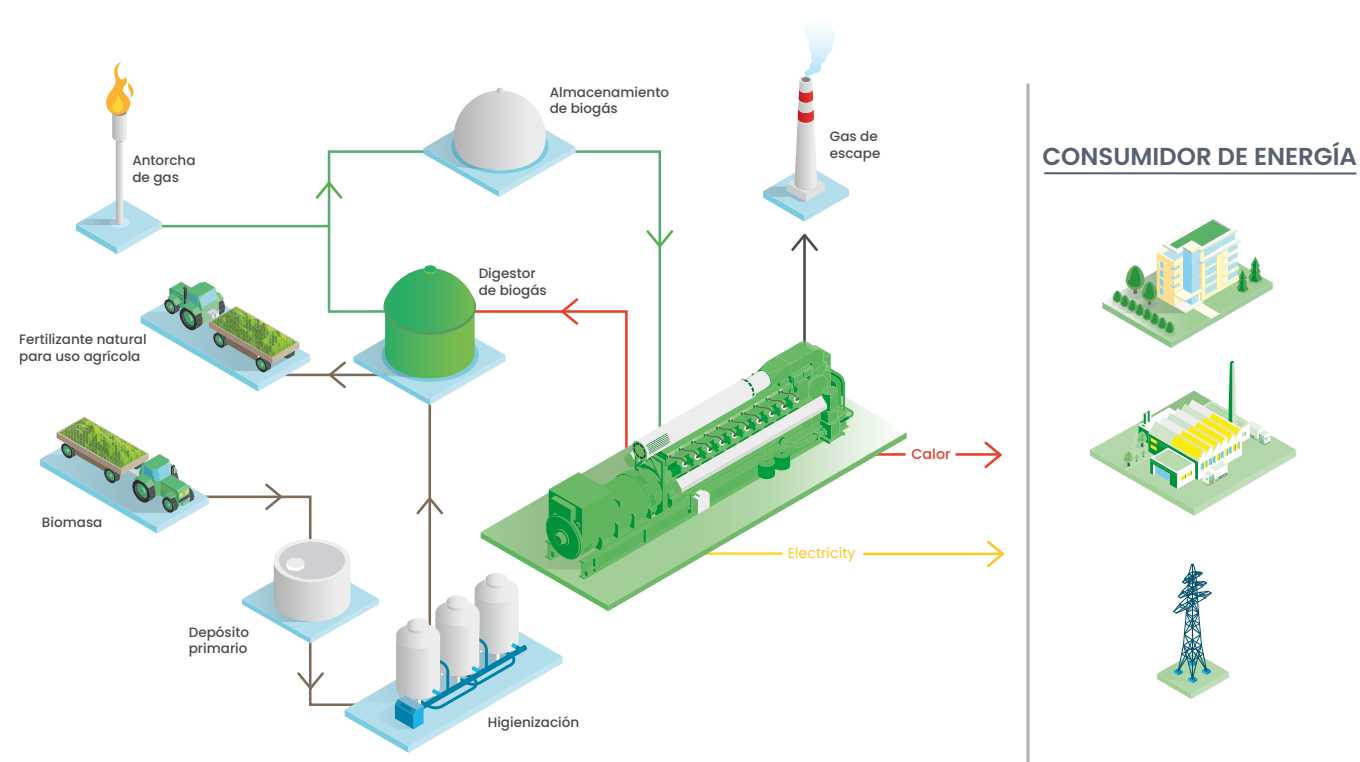 Almacenamiento
de biogás
Gas de
escape
Antorcha
de gas
CONSUMIDOR DE ENERGÍA
Digestor
de biogás
Fertilizante natural
para uso agrícola
Calor
Biomasa
Electricity
Depósito
primario
Higienización